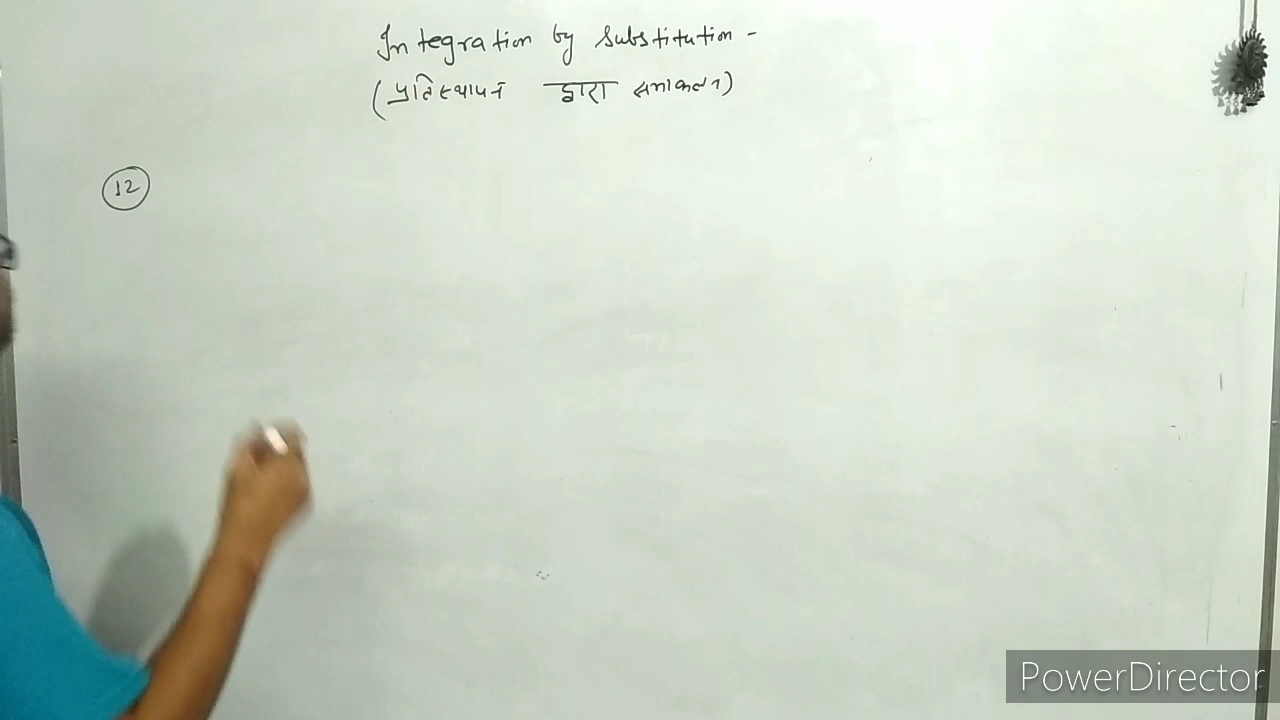 Integration by Substitution -
(प्रतिस्थापन द्वारा समाकलन)
12
PowerDirector